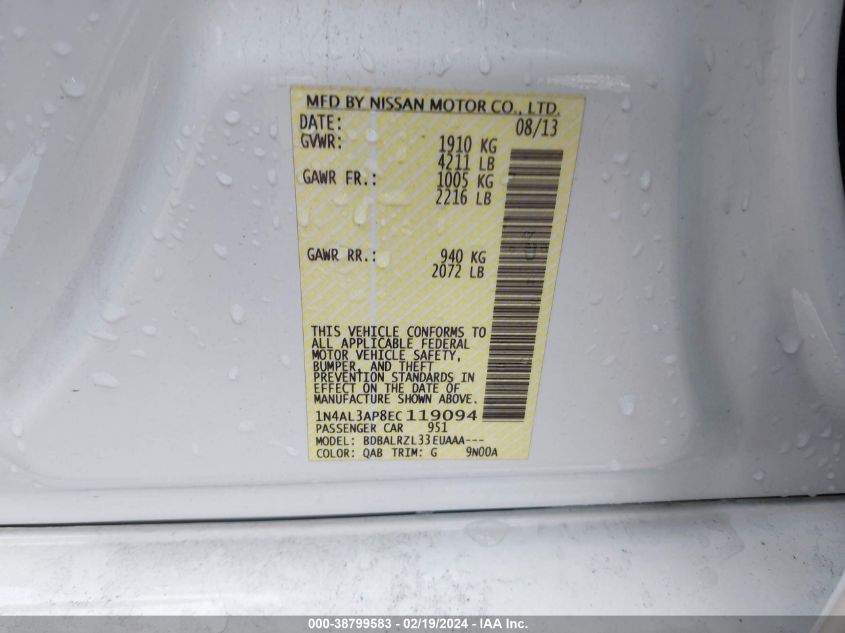 MFD BY NISSAN MOTOR CO., LTD.
DATE: 08/13
GVWR: 1910 KG
4211 LB
GAWR FR.: 1005 KG
2216 LB
GAWR RR.: 940 KG
2072 LB
THIS VEHICLE CONFORMS TO
ALL APPLICABLE FEDERAL
MOTOR VEHICLE SAFETY,
BUMPER, AND THEFT
PREVENTION STANDARDS IN
EFFECT ON THE DATE OF
MANUFACTURE SHOWN ABOVE.
1N4AL3AP8EC119094
PASSENGER CAR 951
MODEL: BDBALRZL33EUAAA---
COLOR: QAB TRIM: G 9N00A
000-38799583 - 02/19/2024 - IAA Inc.